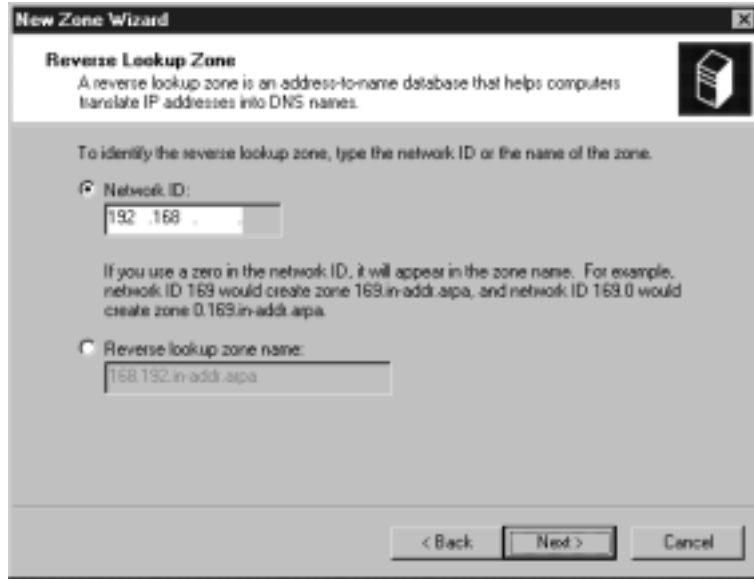 New Zone Wizard
Reverse Lookup Zone
A reverse lookup zone is an address-to-name database that helps computers
translate IP addresses into DNS names.
To identify the reverse lookup zone, type the network ID or the name of the zone.
Network ID:
192 .168 . .
If you use a zero in the network ID, it will appear in the zone name. For example,
network ID 169 would create zone 169.in-addr.arpa, and network ID 169.0 would
create zone 0.169.in-addr.arpa.
Reverse lookup zone name:
168.192.in-addr.arpa
< Back
Next >
Cancel